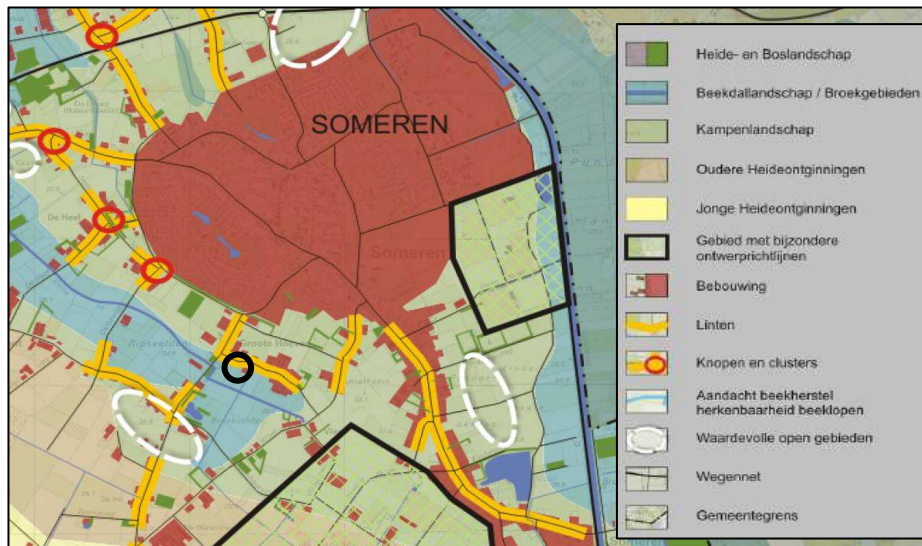 SOMEREN
Someren
De Hoef
Groote Hoeven
Heide- en Boslandschap
Beekdallandschap / Broekgebieden
Kampenlandschap
Oudere Heideontginningen
Jonge Heideontginningen
Gebied met bijzondere
ontwerprichtlijnen
Bebouwing
Linten
Knopen en clusters
Aandacht beekherstel
herkenbaarheid beeklopen
Waardevolle open gebieden
Wegennet
Gemeentegrens